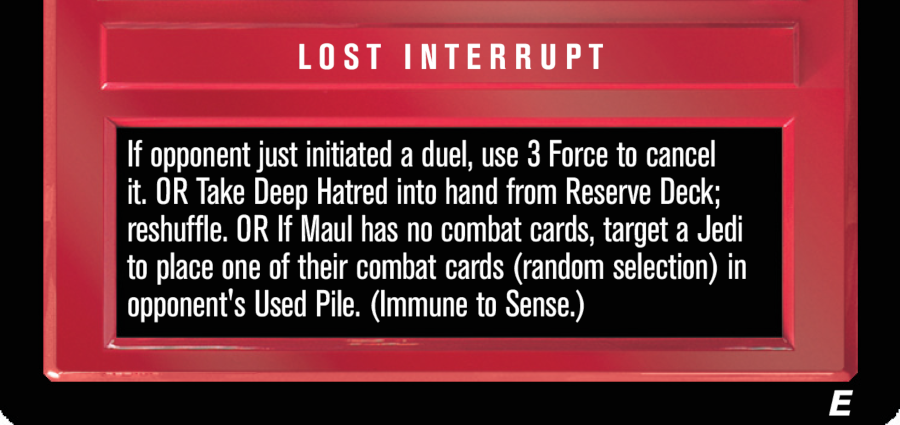 LOST INTERRUPT
If opponent just initiated a duel, use 3 Force to cancel
it. OR Take Deep Hatred into hand from Reserve Deck;
reshuffle. OR If Maul has no combat cards, target a Jedi
to place one of their combat cards (random selection) in
opponent's Used Pile. (Immune to Sense.)
E